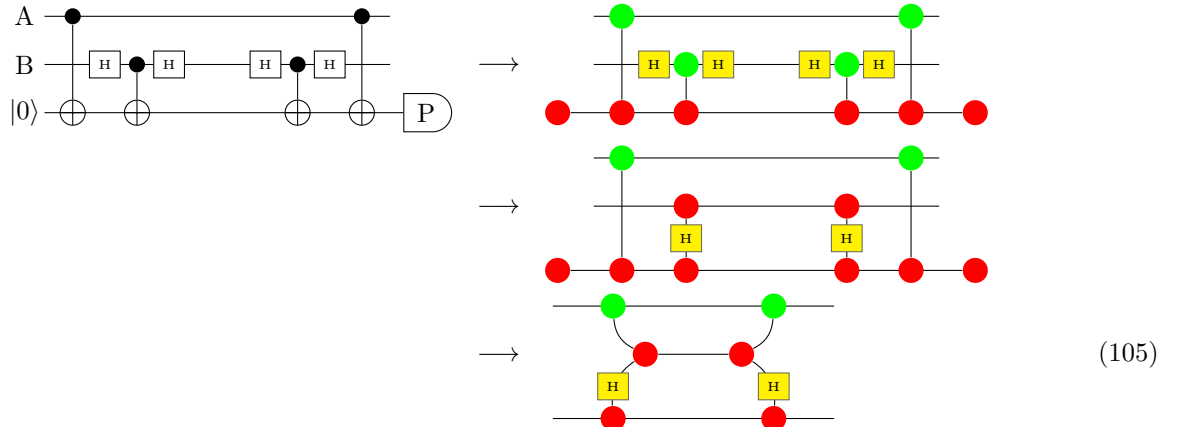 A
B H H H H → H H H H
|0⟩ P
→ H H
→ (105)
H H